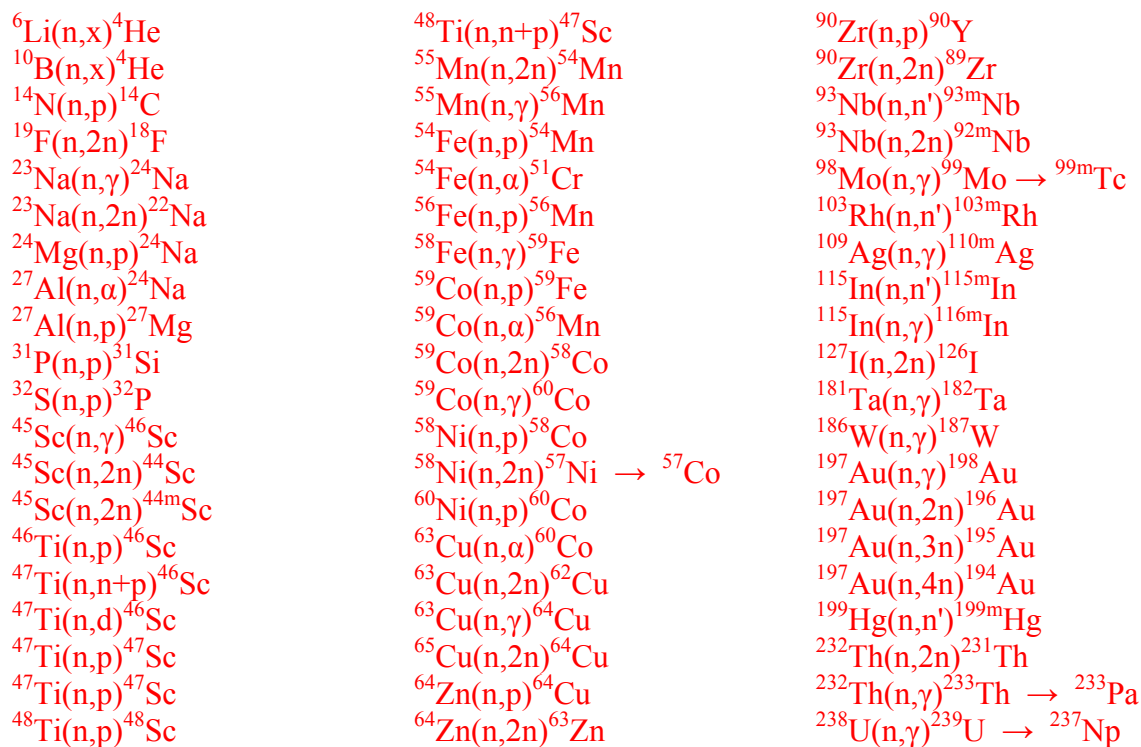 ⁶Li(n,x)⁴He
¹⁰B(n,x)⁴He
¹⁴N(n,p)¹⁴C
¹⁹F(n,2n)¹⁸F
²³Na(n,γ)²⁴Na
²³Na(n,2n)²²Na
²⁴Mg(n,p)²⁴Na
²⁷Al(n,α)²⁴Na
²⁷Al(n,p)²⁷Mg
³¹P(n,p)³¹Si
³²S(n,p)³²P
⁴⁵Sc(n,γ)⁴⁶Sc
⁴⁵Sc(n,2n)⁴⁴Sc
⁴⁵Sc(n,2n)⁴⁴ᵐSc
⁴⁶Ti(n,p)⁴⁶Sc
⁴⁷Ti(n,n+p)⁴⁶Sc
⁴⁷Ti(n,d)⁴⁶Sc
⁴⁷Ti(n,p)⁴⁷Sc
⁴⁷Ti(n,p)⁴⁷Sc
⁴⁸Ti(n,p)⁴⁸Sc
⁴⁸Ti(n,n+p)⁴⁷Sc
⁵⁵Mn(n,2n)⁵⁴Mn
⁵⁵Mn(n,γ)⁵⁶Mn
⁵⁴Fe(n,p)⁵⁴Mn
⁵⁴Fe(n,α)⁵¹Cr
⁵⁶Fe(n,p)⁵⁶Mn
⁵⁸Fe(n,γ)⁵⁹Fe
⁵⁹Co(n,p)⁵⁹Fe
⁵⁹Co(n,α)⁵⁶Mn
⁵⁹Co(n,2n)⁵⁸Co
⁵⁹Co(n,γ)⁶⁰Co
⁵⁸Ni(n,p)⁵⁸Co
⁵⁸Ni(n,2n)⁵⁷Ni → ⁵⁷Co
⁶⁰Ni(n,p)⁶⁰Co
⁶³Cu(n,α)⁶⁰Co
⁶³Cu(n,2n)⁶²Cu
⁶³Cu(n,γ)⁶⁴Cu
⁶⁵Cu(n,2n)⁶⁴Cu
⁶⁴Zn(n,p)⁶⁴Cu
⁶⁴Zn(n,2n)⁶³Zn
⁹⁰Zr(n,p)⁹⁰Y
⁹⁰Zr(n,2n)⁸⁹Zr
⁹³Nb(n,n')⁹³ᵐNb
⁹³Nb(n,2n)⁹²ᵐNb
⁹⁸Mo(n,γ)⁹⁹Mo → ⁹⁹ᵐTc
¹⁰³Rh(n,n')¹⁰³ᵐRh
¹⁰⁹Ag(n,γ)¹¹⁰ᵐAg
¹¹⁵In(n,n')¹¹⁵ᵐIn
¹¹⁵In(n,γ)¹¹⁶ᵐIn
¹²⁷I(n,2n)¹²⁶I
¹⁸¹Ta(n,γ)¹⁸²Ta
¹⁸⁶W(n,γ)¹⁸⁷W
¹⁹⁷Au(n,γ)¹⁹⁸Au
¹⁹⁷Au(n,2n)¹⁹⁶Au
¹⁹⁷Au(n,3n)¹⁹⁵Au
¹⁹⁷Au(n,4n)¹⁹⁴Au
¹⁹⁹Hg(n,n')¹⁹⁹ᵐHg
²³²Th(n,2n)²³¹Th
²³²Th(n,γ)²³³Th → ²³³Pa
²³⁸U(n,γ)²³⁹U → ²³⁷Np